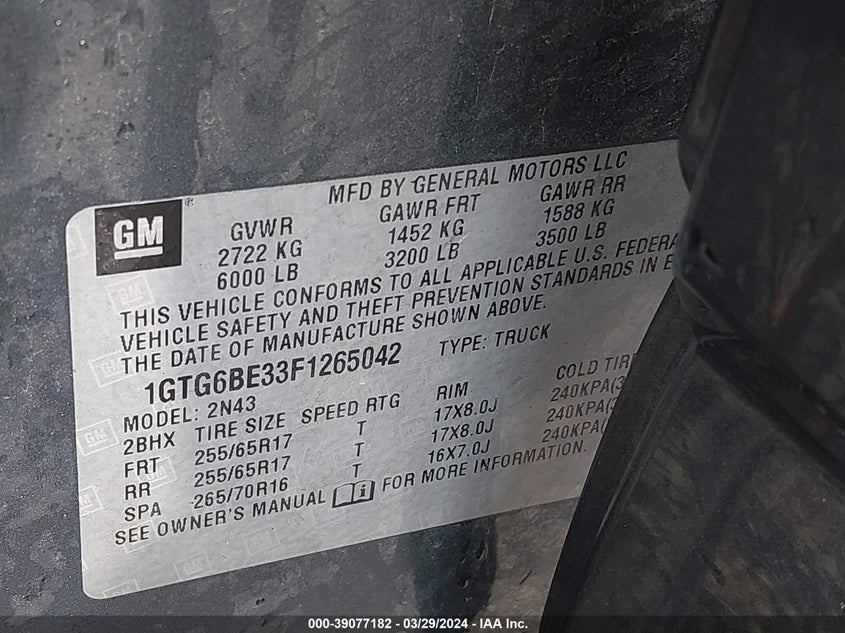 MFD BY GENERAL MOTORS LLC
GM
GVWR GAWR FRT GAWR RR
2722 KG 1452 KG 1588 KG
6000 LB 3200 LB 3500 LB
THIS VEHICLE CONFORMS TO ALL APPLICABLE U.S. FEDERA
VEHICLE SAFETY AND THEFT PREVENTION STANDARDS IN E
THE DATE OF MANUFACTURE SHOWN ABOVE.
1GTG6BE33F1265042 TYPE: TRUCK
MODEL: 2N43
2BHX TIRE SIZE SPEED RTG RIM COLD TIR
FRT 255/65R17 T 17X8.0J 240KPA(3
RR 255/65R17 T 17X8.0J 240KPA(
SPA 265/70R16 T 16X7.0J 240KPA(
SEE OWNER'S MANUAL FOR MORE INFORMATION.
000-39077182 - 03/29/2024 - IAA Inc.